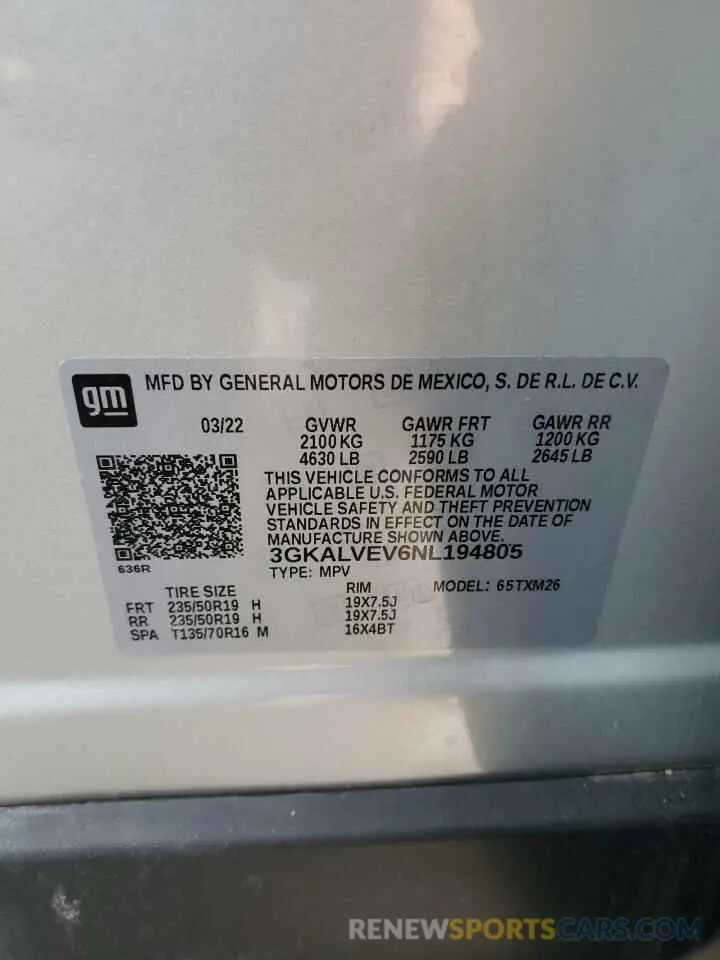 gm
MFD BY GENERAL MOTORS DE MEXICO, S. DE R.L. DE C.V.
03/22 GVWR GAWR FRT GAWR RR
2100 KG 1175 KG 1200 KG
4630 LB 2590 LB 2645 LB
THIS VEHICLE CONFORMS TO ALL
APPLICABLE U.S. FEDERAL MOTOR
VEHICLE SAFETY AND THEFT PREVENTION
STANDARDS IN EFFECT ON THE DATE OF
MANUFACTURE SHOWN ABOVE.
3GKALVEV6NL194805
636R
TYPE: MPV
TIRE SIZE RIM MODEL: 65TXM26
FRT 235/50R19 H 19X7.5J
RR 235/50R19 H 19X7.5J
SPA T135/70R16 M 16X4BT
RENEWSPORTSCARS.COM